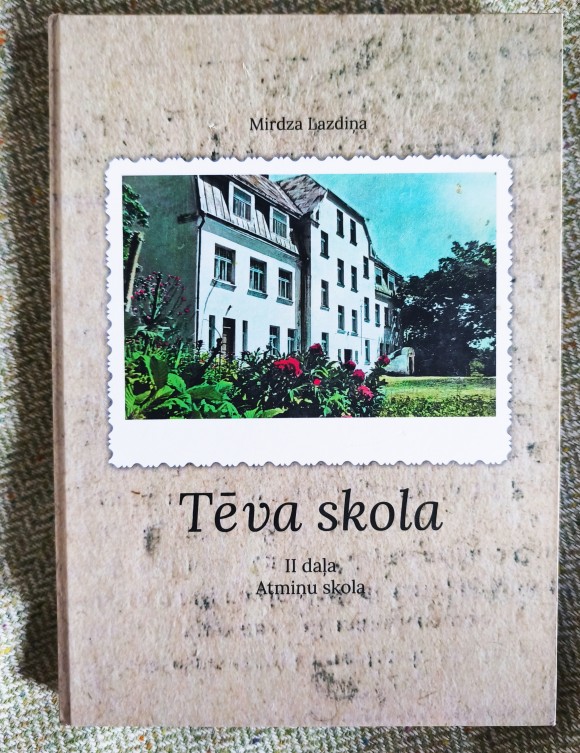 Mirdza Lazdiņa
Tēva skola
II daļa
Atmiņu skola